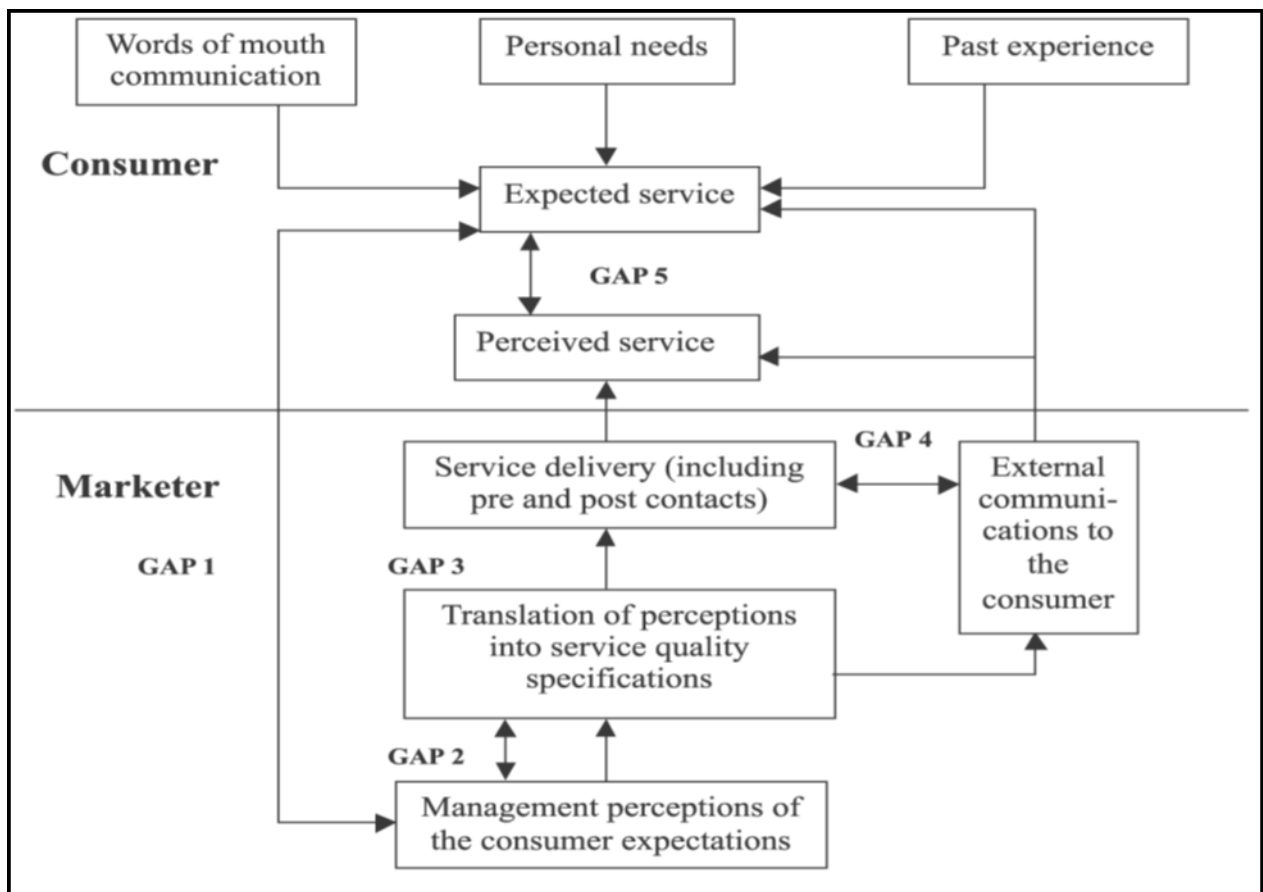 Words of mouth
communication
Personal needs
Past experience
Consumer
Expected service
GAP 5
Perceived service
Marketer
Service delivery (including
pre and post contacts)
GAP 4
External
communi-
cations to
the
consumer
GAP 1
GAP 3
Translation of perceptions
into service quality
specifications
GAP 2
Management perceptions of
the consumer expectations